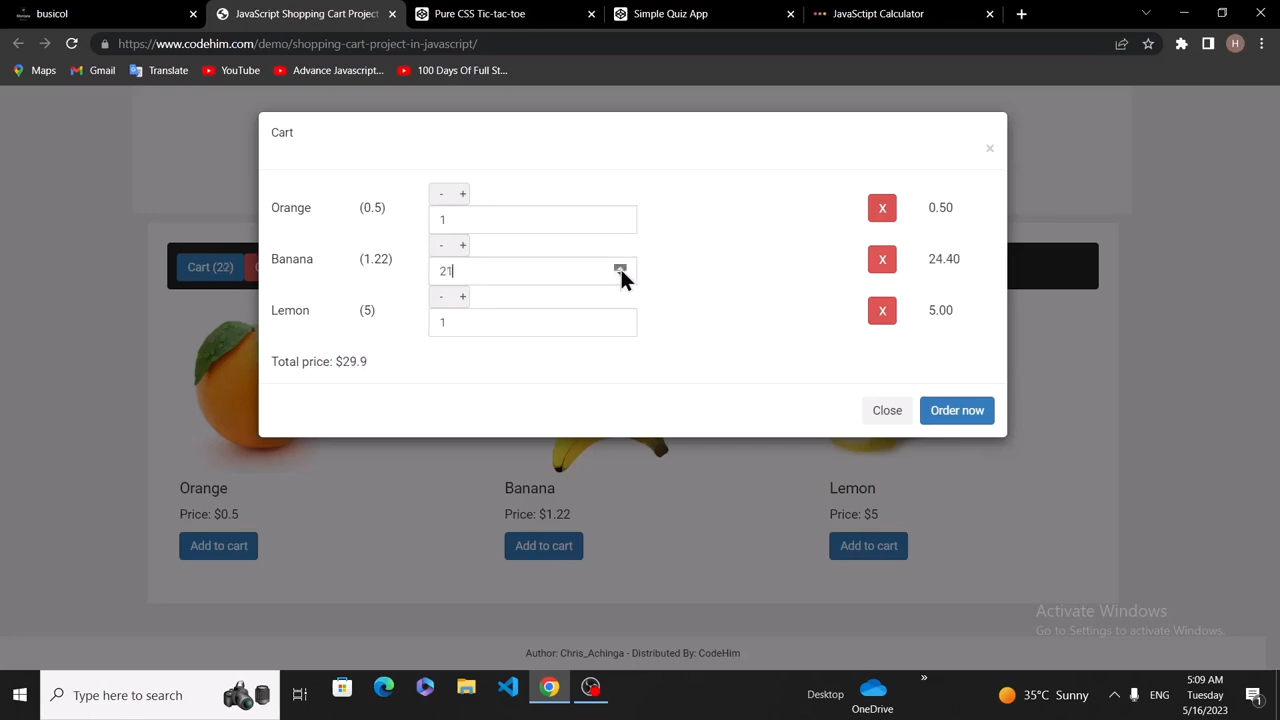 busicol
JavaScript Shopping Cart Project
Pure CSS Tic-tac-toe
Simple Quiz App
JavaScript Calculator
https://www.codehim.com/demo/shopping-cart-project-in-javascript/
H
Maps
Gmail
Translate
YouTube
Advance Javascript...
100 Days Of Full St...
Cart
×
Orange (0.5) - + 1 X 0.50
Banana (1.22) - + 21 X 24.40
Lemon (5) - + 1 X 5.00
Total price: $29.9
Close
Order now
Cart (22)
Orange
Price: $0.5
Add to cart
Banana
Price: $1.22
Add to cart
Lemon
Price: $5
Add to cart
Activate Windows
Go to Settings to activate Windows.
Author: Chris_Achinga - Distributed By: CodeHim
Type here to search
Desktop
OneDrive
»
35°C Sunny
ENG
5:09 AM
Tuesday
5/16/2023
1